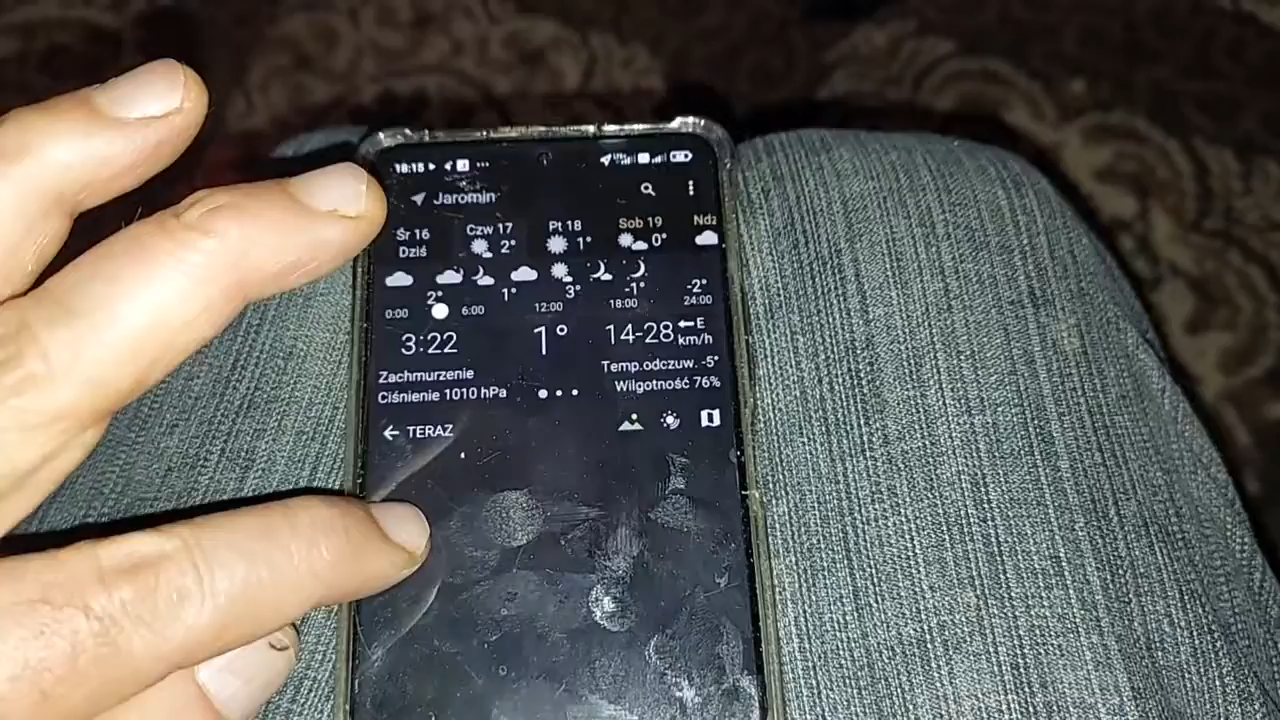 18:15
Jaromin
Śr 16 Czw 17 Pt 18 Sob 19 Ndz
Dziś 2° 1° 0°
2° 1° 3° -1° -2°
0:00 6:00 12:00 18:00 24:00
3:22 1° 14-28 E km/h
Zachmurzenie Temp.odczuw. -5°
Ciśnienie 1010 hPa Wilgotność 76%
← TERAZ